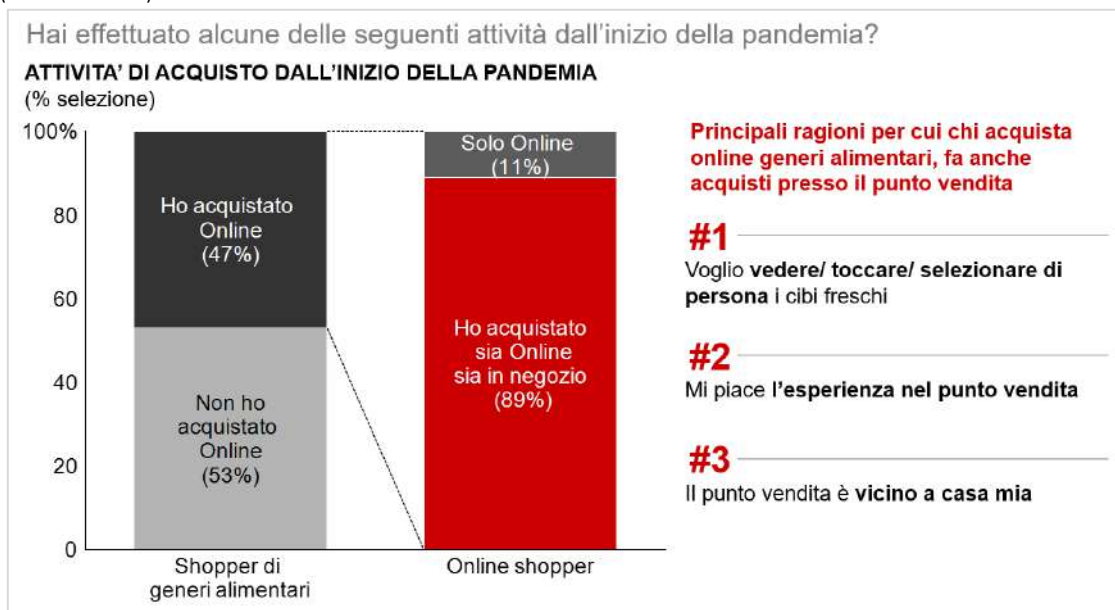 Hai effettuato alcune delle seguenti attività dall'inizio della pandemia?
ATTIVITA' DI ACQUISTO DALL'INIZIO DELLA PANDEMIA
(% selezione)
100%
80
60
40
20
0
Ho acquistato
Online
(47%)
Non ho
acquistato
Online
(53%)
Shopper di
generi alimentari
Solo Online
(11%)
Ho acquistato
sia Online
sia in negozio
(89%)
Online shopper
Principali ragioni per cui chi acquista
online generi alimentari, fa anche
acquisti presso il punto vendita
#1
Voglio vedere/ toccare/ selezionare di
persona i cibi freschi
#2
Mi piace l'esperienza nel punto vendita
#3
Il punto vendita è vicino a casa mia